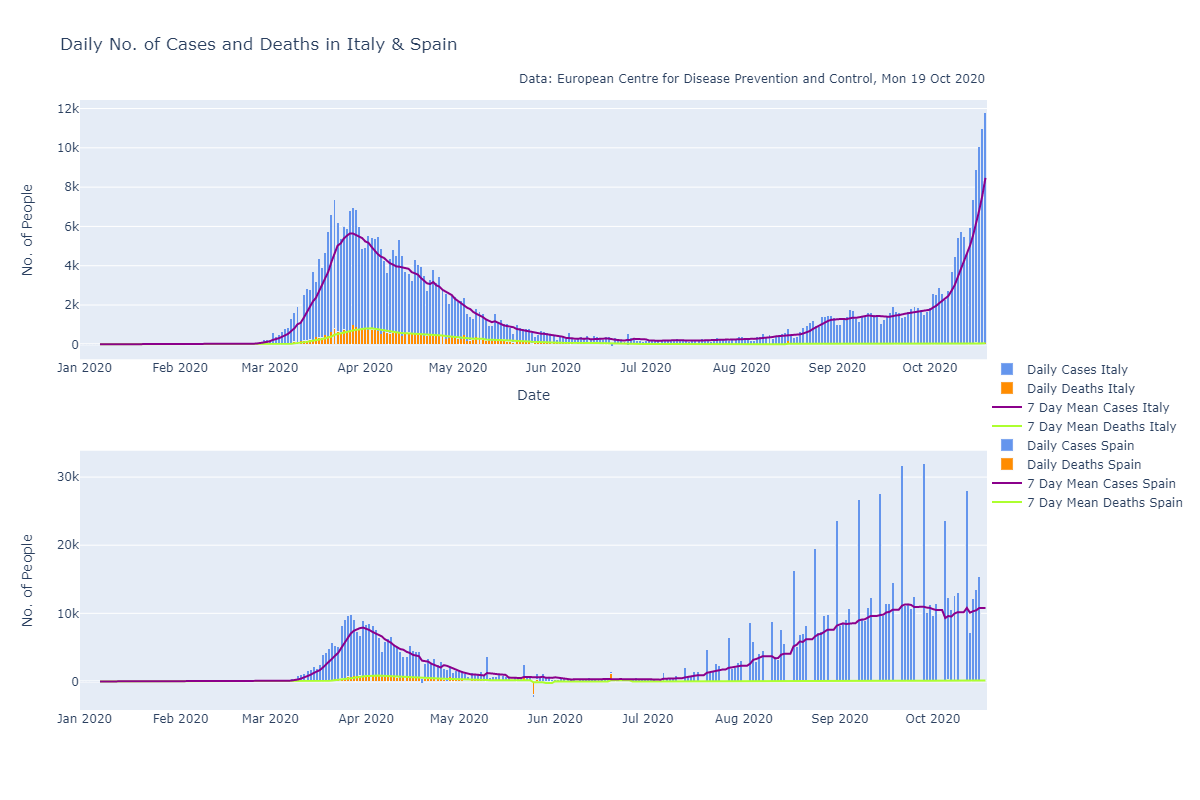 Daily No. of Cases and Deaths in Italy & Spain
Data: European Centre for Disease Prevention and Control, Mon 19 Oct 2020
12k
10k
8k
6k
4k
2k
0
No. of People
Jan 2020 Feb 2020 Mar 2020 Apr 2020 May 2020 Jun 2020 Jul 2020 Aug 2020 Sep 2020 Oct 2020
Date
Daily Cases Italy
Daily Deaths Italy
7 Day Mean Cases Italy
7 Day Mean Deaths Italy
Daily Cases Spain
Daily Deaths Spain
7 Day Mean Cases Spain
7 Day Mean Deaths Spain
30k
20k
10k
0
No. of People
Jan 2020 Feb 2020 Mar 2020 Apr 2020 May 2020 Jun 2020 Jul 2020 Aug 2020 Sep 2020 Oct 2020